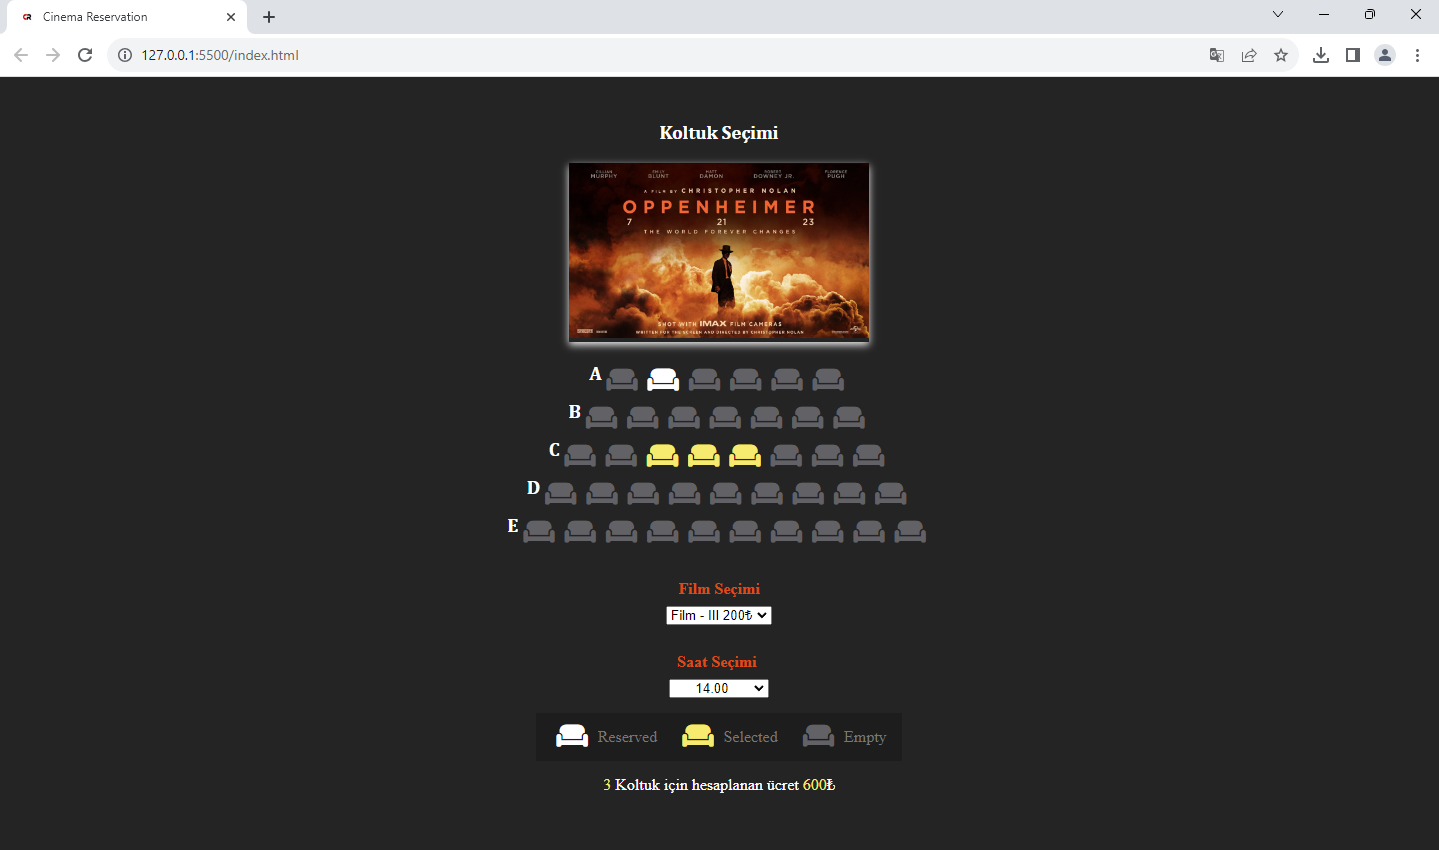 Cinema Reservation
127.0.0.1:5500/index.html
Koltuk Seçimi
CILLIAN MURPHY EMILY BLUNT MATT DAMON ROBERT DOWNEY JR. FLORENCE PUGH
A FILM BY CHRISTOPHER NOLAN
OPPENHEIMER
7 21 23
THE WORLD FOREVER CHANGES
SHOT WITH IMAX FILM CAMERAS
WRITTEN FOR THE SCREEN AND DIRECTED BY CHRISTOPHER NOLAN
A
B
C
D
E
Film Seçimi
Film - III 200₺
Saat Seçimi
14.00
Reserved Selected Empty
3 Koltuk için hesaplanan ücret 600₺